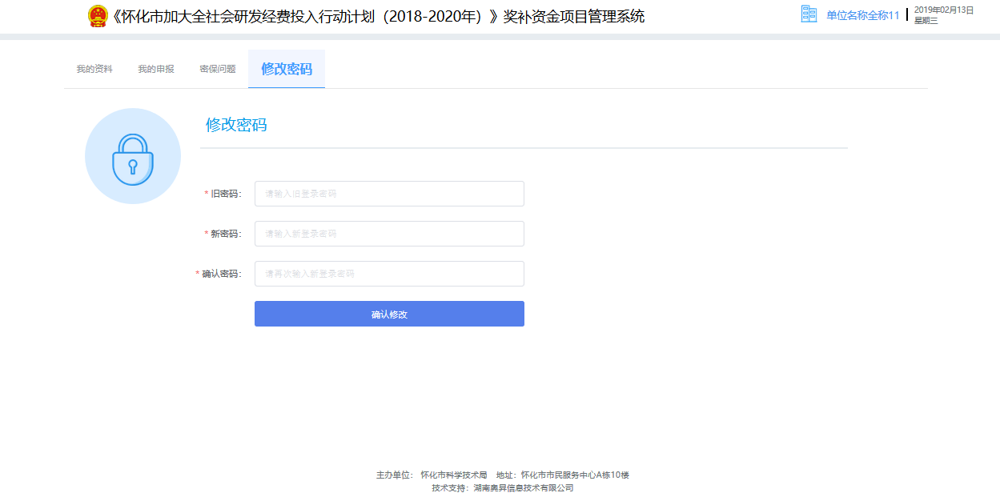 《怀化市加大全社会研发经费投入行动计划（2018-2020年）》奖补资金项目管理系统
单位名称全称11
2019年02月13日
星期三
我的资料 我的申报 密保问题 修改密码
修改密码
* 旧密码： 请输入旧登录密码
* 新密码： 请输入新登录密码
* 确认密码： 请再次输入新登录密码
确认修改
主办单位： 怀化市科学技术局 地址：怀化市市民服务中心A栋10楼
技术支持：湖南奥昇信息技术有限公司